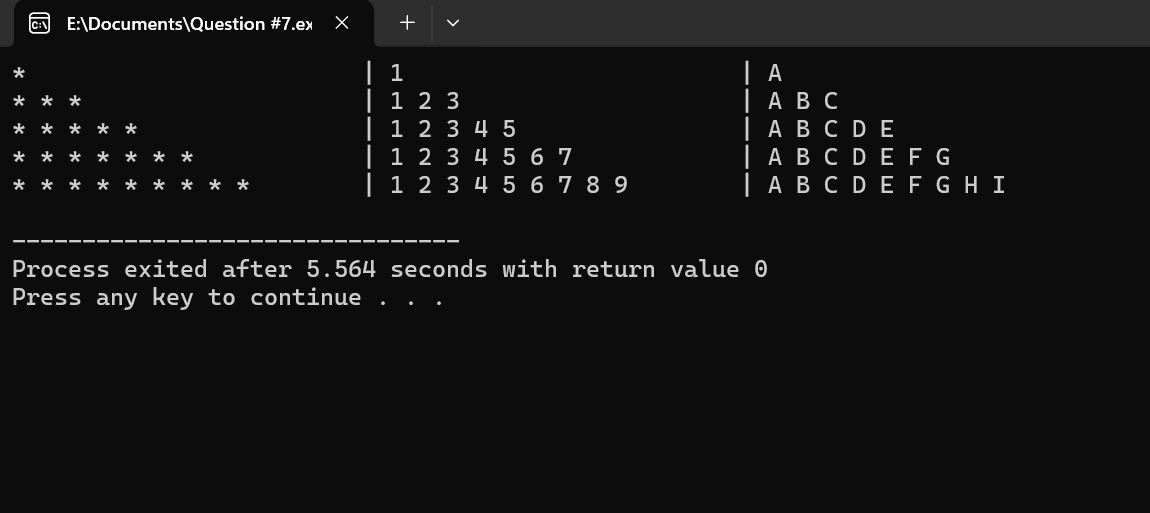 E:\Documents\Question #7.ex
* | 1 | A
* * * | 1 2 3 | A B C
* * * * * | 1 2 3 4 5 | A B C D E
* * * * * * * | 1 2 3 4 5 6 7 | A B C D E F G
* * * * * * * * * | 1 2 3 4 5 6 7 8 9 | A B C D E F G H I
--------------------------------
Process exited after 5.564 seconds with return value 0
Press any key to continue . . .